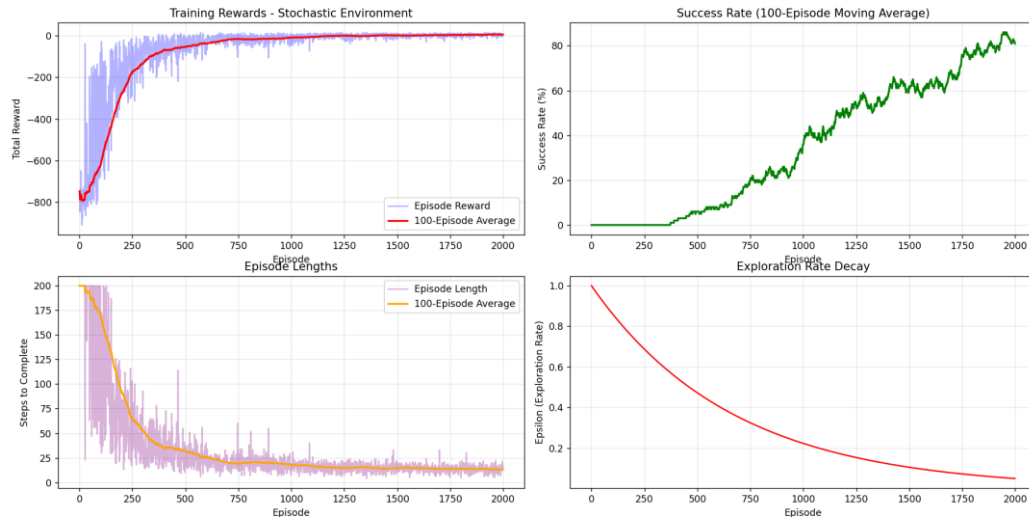 Training Rewards - Stochastic Environment
0
−200
−400
−600
−800
Total Reward
Episode Reward
100-Episode Average
0 250 500 750 1000 1250 1500 1750 2000
Episode
Success Rate (100-Episode Moving Average)
80
60
40
20
0
Success Rate (%)
0 250 500 750 1000 1250 1500 1750 2000
Episode
Episode Lengths
200
175
150
125
100
75
50
25
0
Steps to Complete
Episode Length
100-Episode Average
0 250 500 750 1000 1250 1500 1750 2000
Episode
Exploration Rate Decay
1.0
0.8
0.6
0.4
0.2
Epsilon (Exploration Rate)
0 250 500 750 1000 1250 1500 1750 2000
Episode